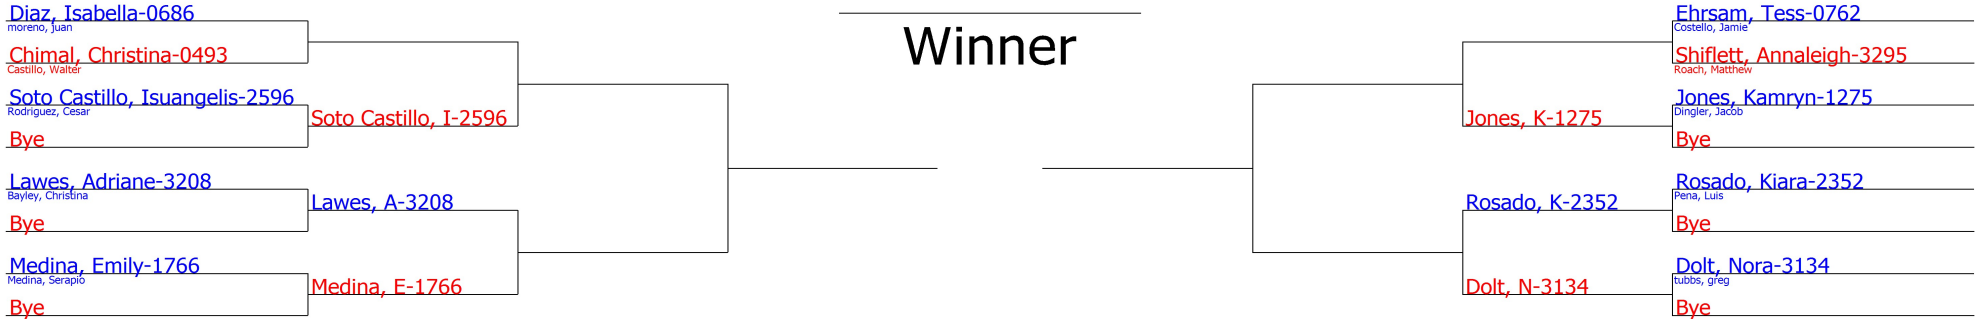 Diaz, Isabella-0686
moreno, juan
Chimal, Christina-0493
Castillo, Walter
Soto Castillo, Isuangelis-2596
Rodriguez, Cesar
Bye
Soto Castillo, I-2596
Lawes, Adriane-3208
Bayley, Christina
Bye
Lawes, A-3208
Medina, Emily-1766
Medina, Serapio
Bye
Medina, E-1766
Winner
Ehrsam, Tess-0762
Costello, Jamie
Shiflett, Annaleigh-3295
Roach, Matthew
Jones, K-1275
Jones, Kamryn-1275
Dingler, Jacob
Bye
Rosado, K-2352
Rosado, Kiara-2352
Pena, Luis
Bye
Dolt, N-3134
Dolt, Nora-3134
tubbs, greg
Bye